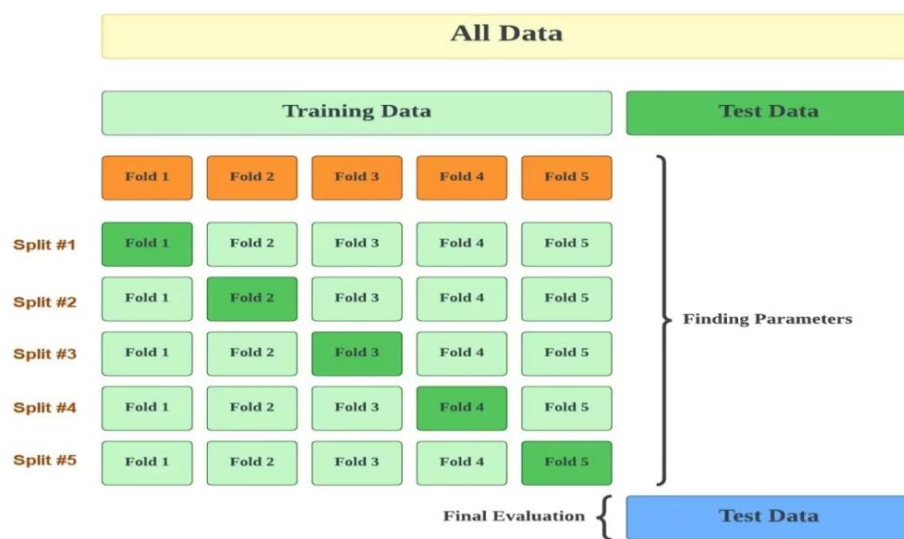 All Data
Training Data Test Data
Fold 1 Fold 2 Fold 3 Fold 4 Fold 5
Split #1 Fold 1 Fold 2 Fold 3 Fold 4 Fold 5
Split #2 Fold 1 Fold 2 Fold 3 Fold 4 Fold 5
Finding Parameters
Split #3 Fold 1 Fold 2 Fold 3 Fold 4 Fold 5
Split #4 Fold 1 Fold 2 Fold 3 Fold 4 Fold 5
Split #5 Fold 1 Fold 2 Fold 3 Fold 4 Fold 5
Final Evaluation Test Data